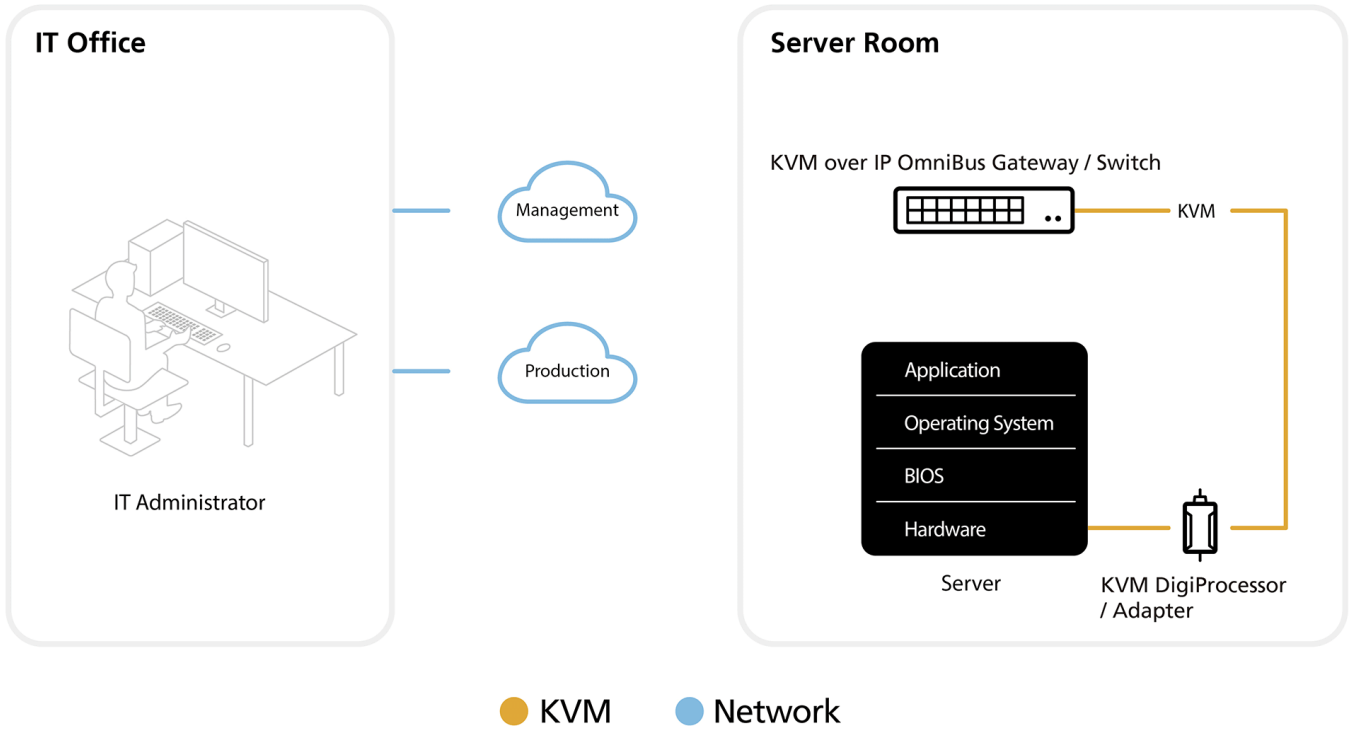 IT Office
IT Administrator
Management
Production
Server Room
KVM over IP OmniBus Gateway / Switch
KVM
Application
Operating System
BIOS
Hardware
Server
KVM DigiProcessor
/ Adapter
KVM
Network